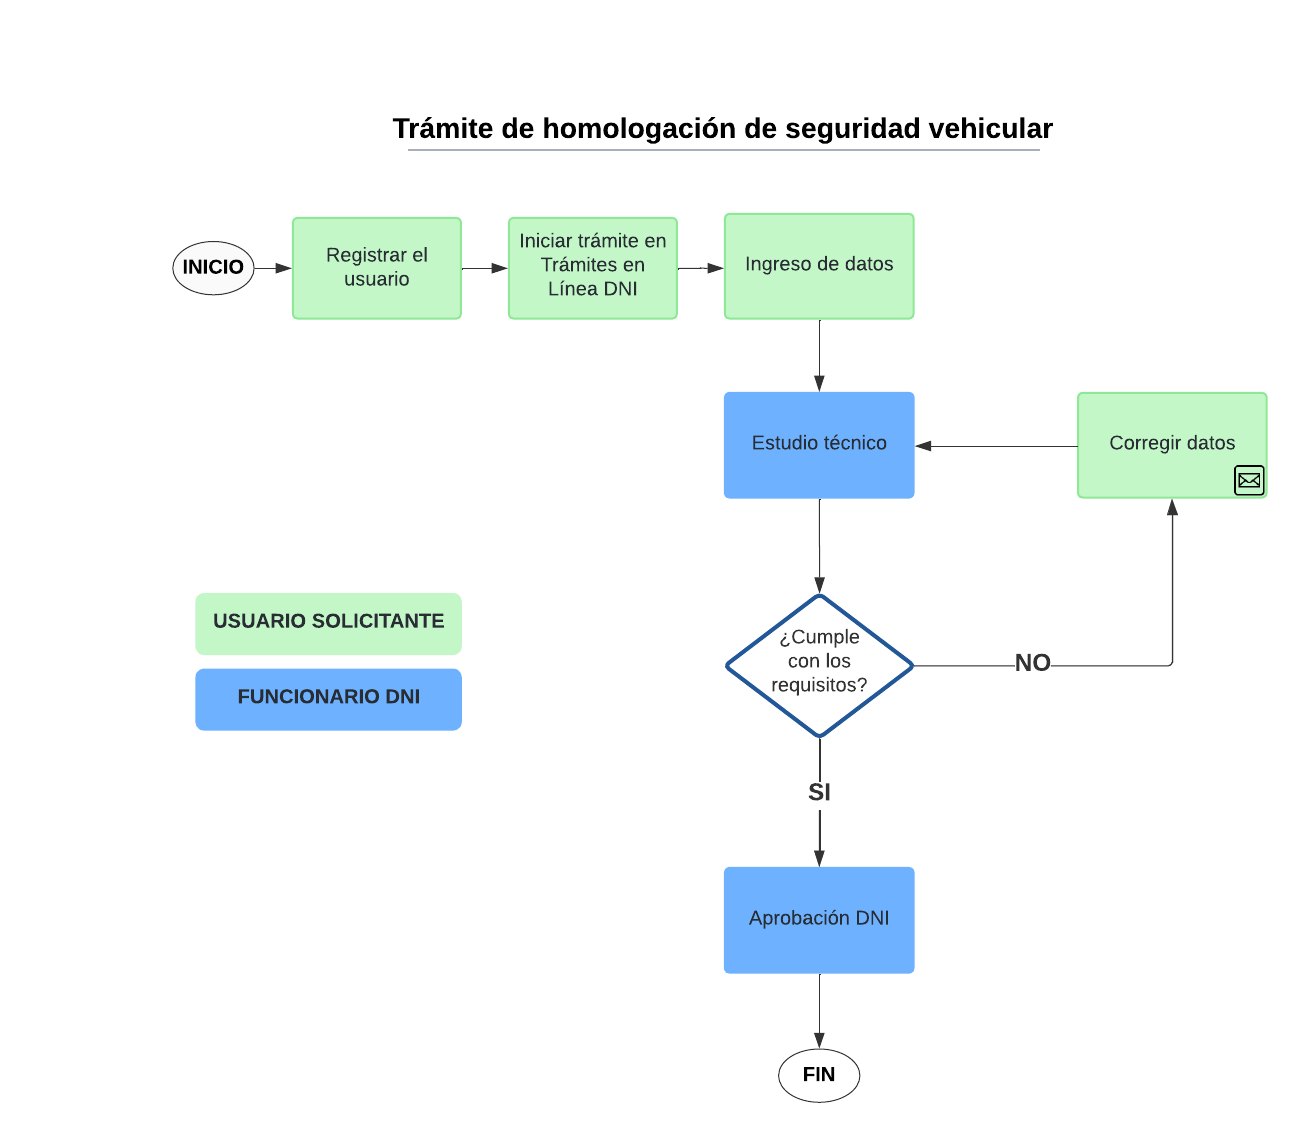 Trámite de homologación de seguridad vehicular
INICIO
Registrar el
usuario
Iniciar trámite en
Trámites en
Línea DNI
Ingreso de datos
Estudio técnico
Corregir datos
¿Cumple
con los
requisitos?
NO
SI
USUARIO SOLICITANTE
FUNCIONARIO DNI
Aprobación DNI
FIN